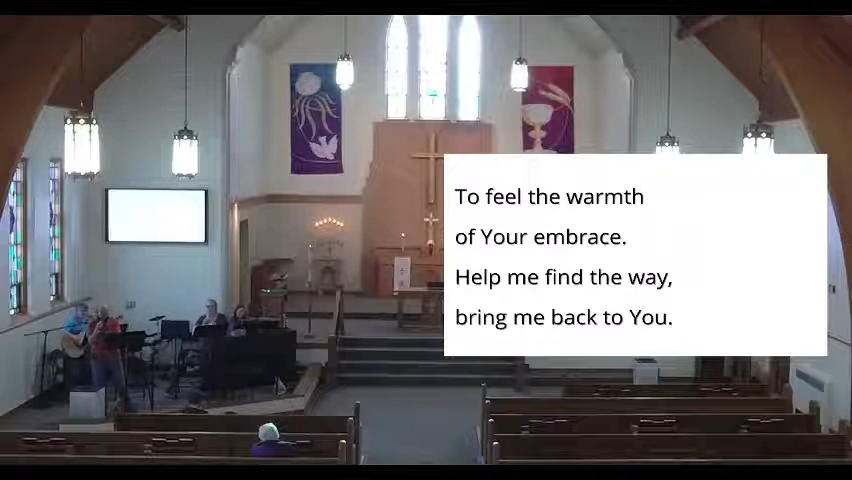 To feel the warmth
of Your embrace.
Help me find the way,
bring me back to You.